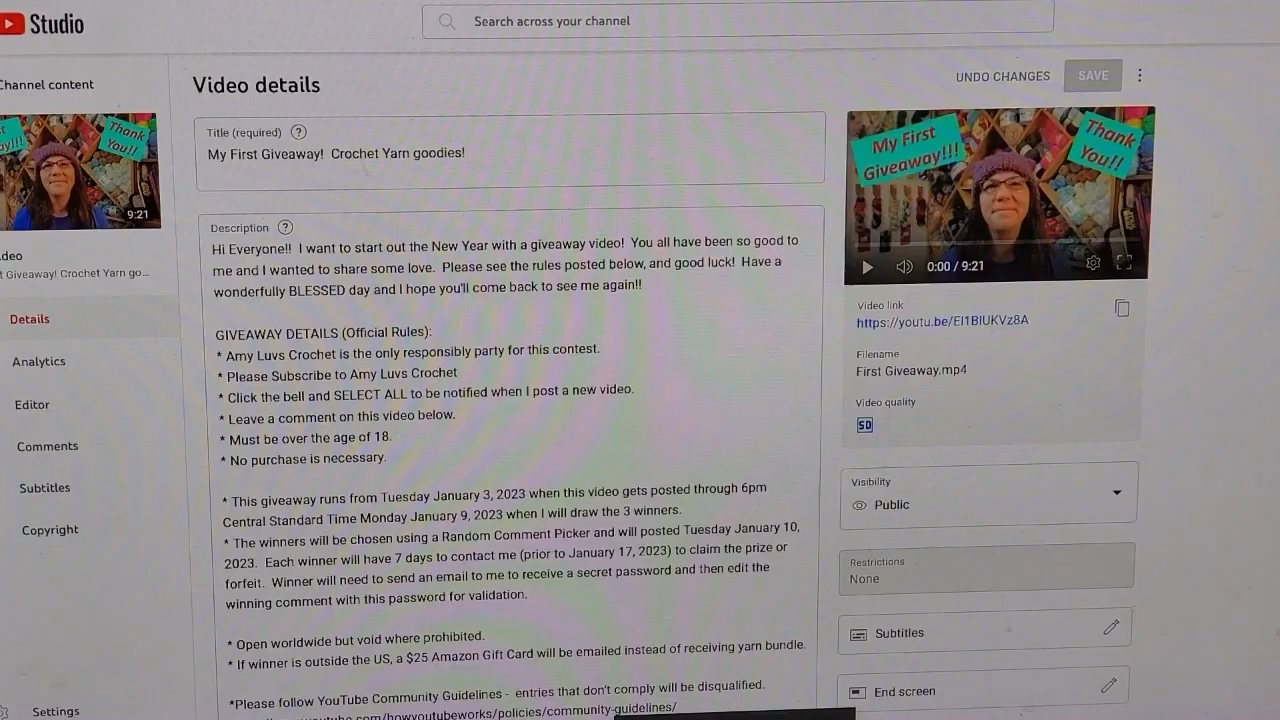 Studio
Search across your channel
Channel content
Video details
UNDO CHANGES
SAVE
Thank
You!!
9:21
Giveaway! Crochet Yarn go...
Details
Analytics
Editor
Comments
Subtitles
Copyright
Settings
Title (required)
My First Giveaway!  Crochet Yarn goodies!
Description
Hi Everyone!!  I want to start out the New Year with a giveaway video!  You all have been so good to
me and I wanted to share some love.  Please see the rules posted below, and good luck!  Have a
wonderfully BLESSED day and I hope you'll come back to see me again!!
GIVEAWAY DETAILS (Official Rules):
* Amy Luvs Crochet is the only responsibly party for this contest.
* Please Subscribe to Amy Luvs Crochet
* Click the bell and SELECT ALL to be notified when I post a new video.
* Leave a comment on this video below.
* Must be over the age of 18.
* No purchase is necessary.
* This giveaway runs from Tuesday January 3, 2023 when this video gets posted through 6pm
Central Standard Time Monday January 9, 2023 when I will draw the 3 winners.
* The winners will be chosen using a Random Comment Picker and will posted Tuesday January 10,
2023.  Each winner will have 7 days to contact me (prior to January 17, 2023) to claim the prize or
forfeit.  Winner will need to send an email to me to receive a secret password and then edit the
winning comment with this password for validation.
* Open worldwide but void where prohibited.
* If winner is outside the US, a $25 Amazon Gift Card will be emailed instead of receiving yarn bundle.
*Please follow YouTube Community Guidelines -  entries that don't comply will be disqualified.
youtube.com/howyoutubeworks/policies/community-guidelines/
My First
Giveaway!!!
Thank
You!!
0:00 / 9:21
Video link
https://youtu.be/EI1BIUKVz8A
Filename
First Giveaway.mp4
Video quality
SD
Visibility
Public
Restrictions
None
Subtitles
End screen